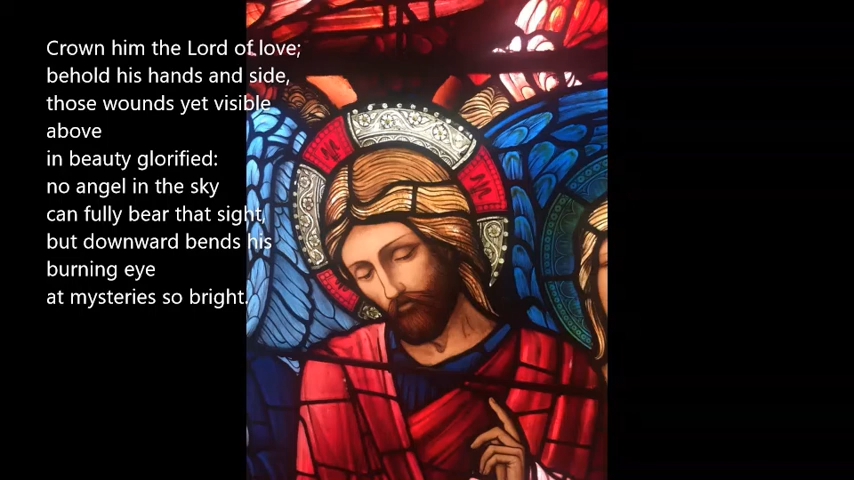 Crown him the Lord of love;
behold his hands and side,
those wounds yet visible
above
in beauty glorified:
no angel in the sky
can fully bear that sight,
but downward bends his
burning eye
at mysteries so bright.